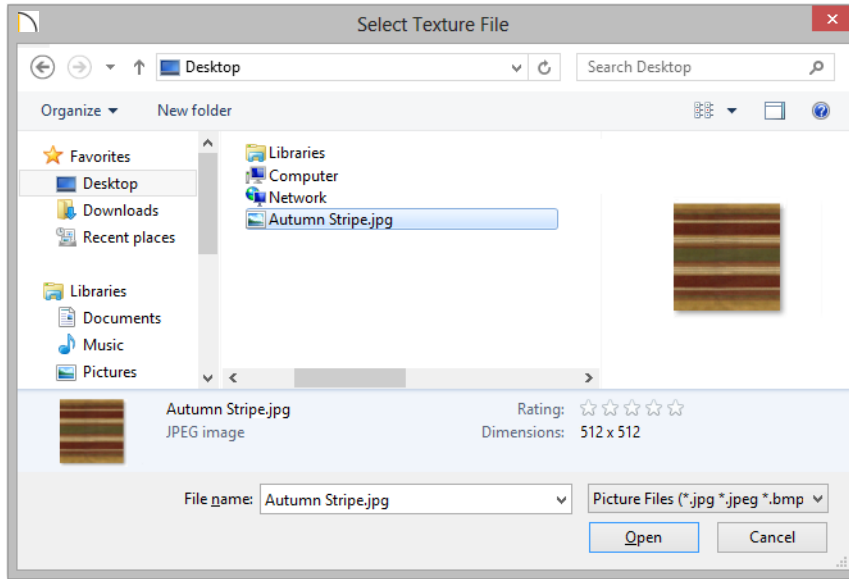 Select Texture File
Desktop
Search Desktop
Organize
New folder
Favorites
Desktop
Downloads
Recent places
Libraries
Documents
Music
Pictures
Libraries
Computer
Network
Autumn Stripe.jpg
Autumn Stripe.jpg
JPEG image
Rating:
Dimensions: 512 x 512
File name: Autumn Stripe.jpg
Picture Files (*.jpg *.jpeg *.bmp
Open
Cancel